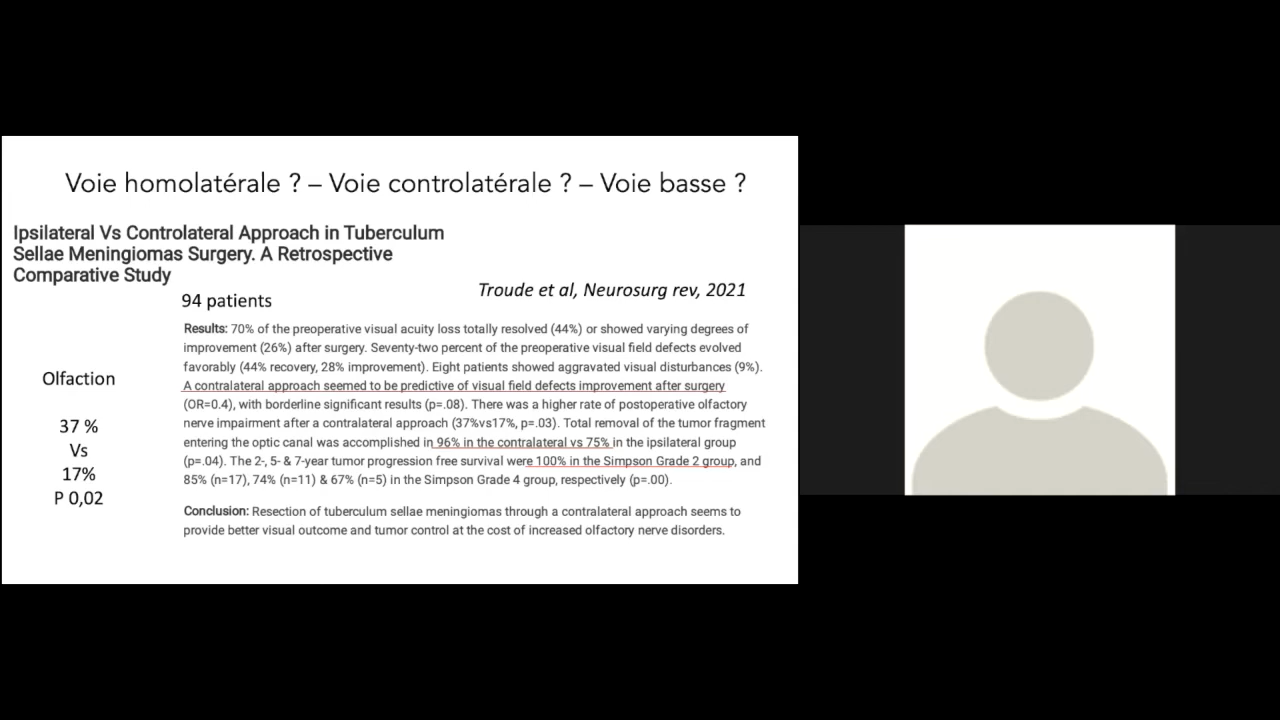 Voie homolatérale ? – Voie controlatérale ? – Voie basse ?
Ipsilateral Vs Controlateral Approach in Tuberculum
Sellae Meningiomas Surgery. A Retrospective
Comparative Study
94 patients
Troude et al, Neurosurg rev, 2021
Results: 70% of the preoperative visual acuity loss totally resolved (44%) or showed varying degrees of
improvement (26%) after surgery. Seventy-two percent of the preoperative visual field defects evolved
favorably (44% recovery, 28% improvement). Eight patients showed aggravated visual disturbances (9%).
A contralateral approach seemed to be predictive of visual field defects improvement after surgery
(OR=0.4), with borderline significant results (p=.08). There was a higher rate of postoperative olfactory
nerve impairment after a contralateral approach (37%vs17%, p=.03). Total removal of the tumor fragment
entering the optic canal was accomplished in 96% in the contralateral vs 75% in the ipsilateral group
(p=.04). The 2-, 5- & 7-year tumor progression free survival were 100% in the Simpson Grade 2 group, and
85% (n=17), 74% (n=11) & 67% (n=5) in the Simpson Grade 4 group, respectively (p=.00).
Conclusion: Resection of tuberculum sellae meningiomas through a contralateral approach seems to
provide better visual outcome and tumor control at the cost of increased olfactory nerve disorders.
Olfaction
37 %
Vs
17%
P 0,02